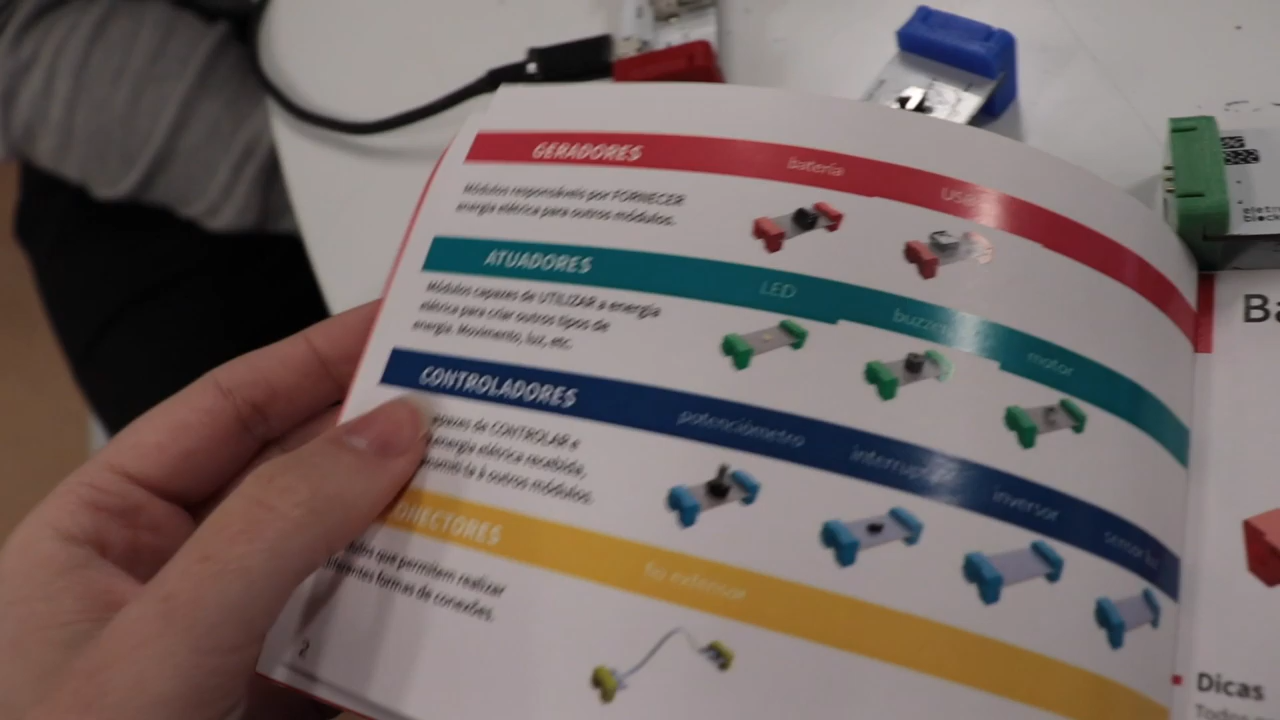 GERADORES
bateria
Módulos responsáveis por FORNECER
energia elétrica para outros módulos.
ATUADORES
LED
buzzer
motor
Módulos capazes de UTILIZAR a energia
elétrica para criar outros tipos de
energia. Movimento, luz, etc.
CONTROLADORES
potenciômetro
inversor
CONTROLAR a
energia elétrica recebida,
à outros módulos.
CONECTORES
fio extensor
que permitem realizar
diferentes formas de conexões.
2
Dicas